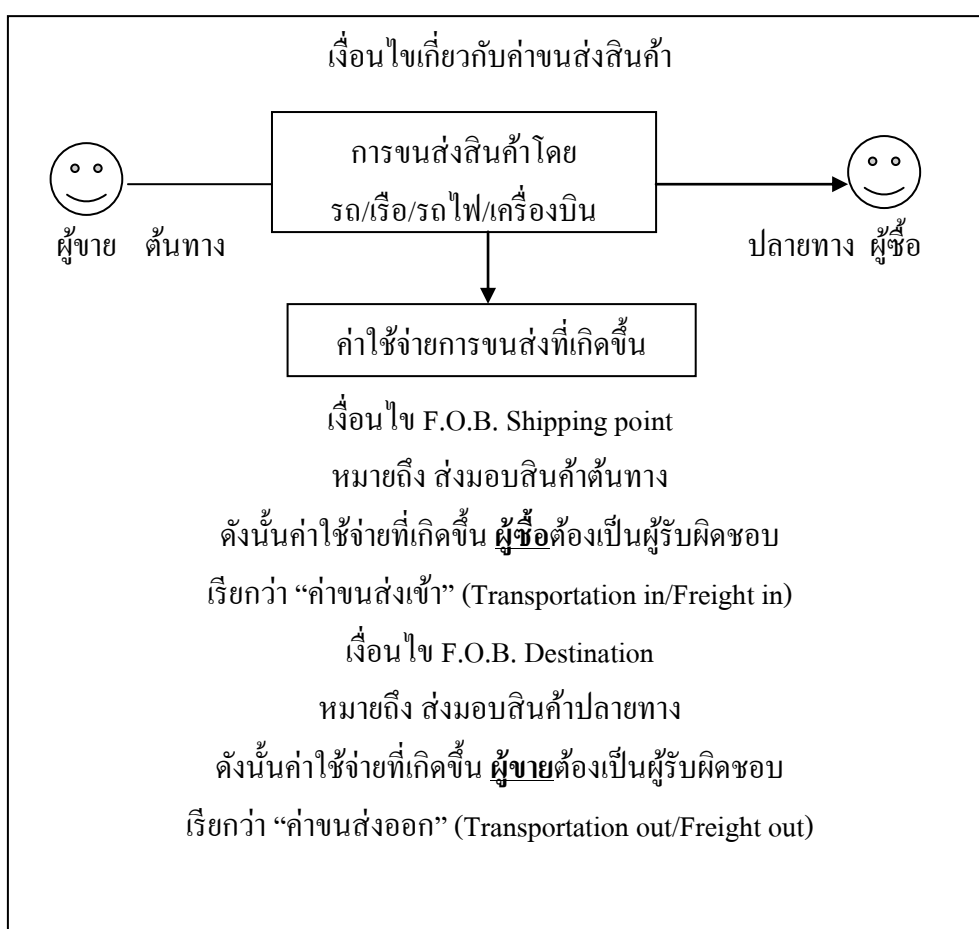 เงื่อนไขเกี่ยวกับค่าขนส่งสินค้า
การขนส่งสินค้าโดย
รถ/เรือ/รถไฟ/เครื่องบิน
ผู้ขาย ต้นทาง
ปลายทาง ผู้ซื้อ
ค่าใช้จ่ายการขนส่งที่เกิดขึ้น
เงื่อนไข F.O.B. Shipping point
หมายถึง ส่งมอบสินค้าต้นทาง
ดังนั้นค่าใช้จ่ายที่เกิดขึ้น ผู้ซื้อต้องเป็นผู้รับผิดชอบ
เรียกว่า “ค่าขนส่งเข้า” (Transportation in/Freight in)
เงื่อนไข F.O.B. Destination
หมายถึง ส่งมอบสินค้าปลายทาง
ดังนั้นค่าใช้จ่ายที่เกิดขึ้น ผู้ขายต้องเป็นผู้รับผิดชอบ
เรียกว่า “ค่าขนส่งออก” (Transportation out/Freight out)